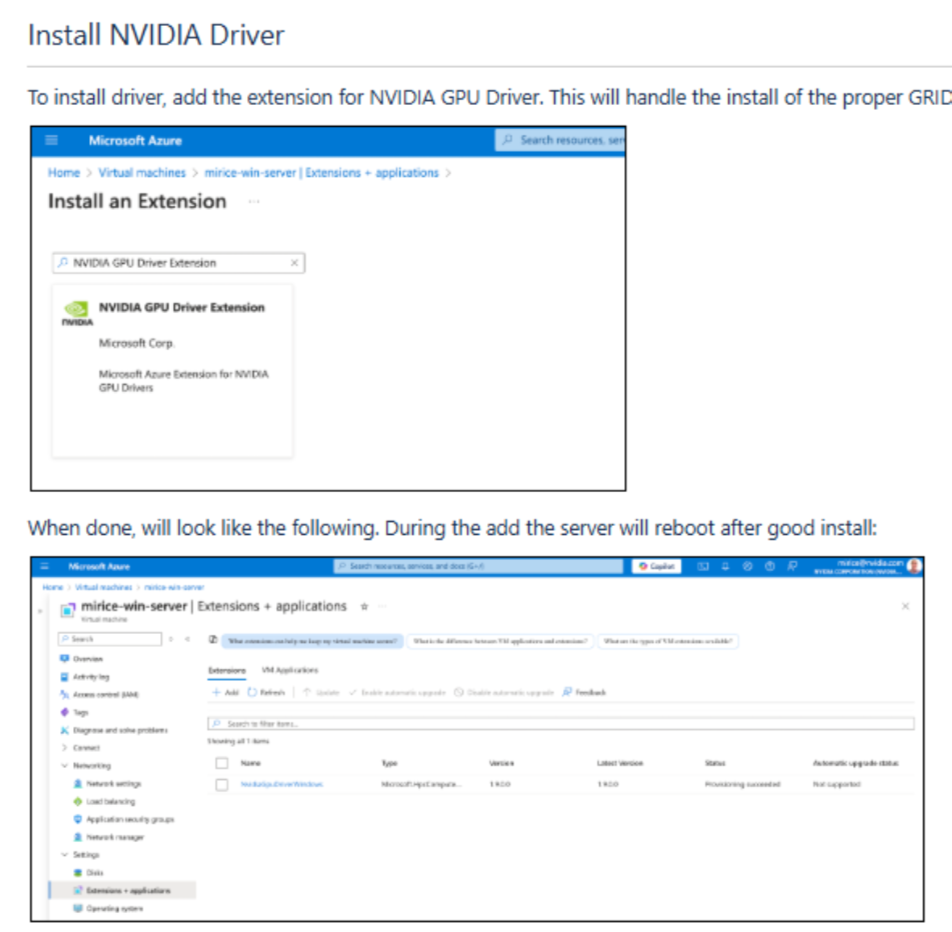 Install NVIDIA Driver
To install driver, add the extension for NVIDIA GPU Driver. This will handle the install of the proper GRID
Microsoft Azure
Search resources, ser
Home > Virtual machines > mirice-win-server | Extensions + applications >
Install an Extension ...
NVIDIA GPU Driver Extension ×
NVIDIA GPU Driver Extension
NVIDIA
Microsoft Corp.
Microsoft Azure Extension for NVIDIA
GPU Drivers
When done, will look like the following. During the add the server will reboot after good install:
Microsoft Azure
Search resources, services, and docs (G+/)
Copilot
mirice@nvidia.com
Home > Virtual machines > mirice-win-server
mirice-win-server | Extensions + applications
Virtual machine
Search
What extensions can help me keep my virtual machine secure?
What is the difference between VM applications and extensions?
What are the types of VM extensions available?
Overview
Activity log
Access control (IAM)
Tags
Diagnose and solve problems
Connect
Networking
Network settings
Load balancing
Application security groups
Network manager
Settings
Disks
Extensions + applications
Operating system
Extensions VM Applications
+ Add Refresh Update Enable automatic upgrade Disable automatic upgrade Feedback
Search to filter items...
Showing all 1 items
Name Type Version Latest Version Status Automatic upgrade status
NvidiaGpuDriverWindows Microsoft.HpcCompute... 1.9.0.0 1.9.0.0 Provisioning succeeded Not supported